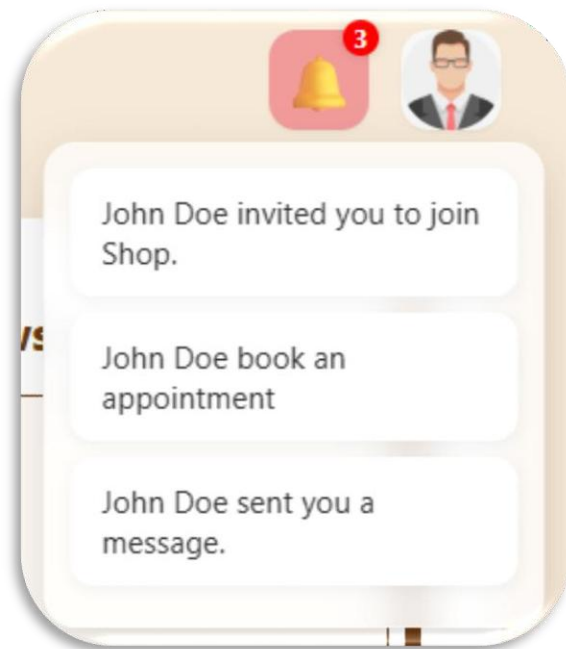 3
John Doe invited you to join
Shop.
John Doe book an
appointment
John Doe sent you a
message.